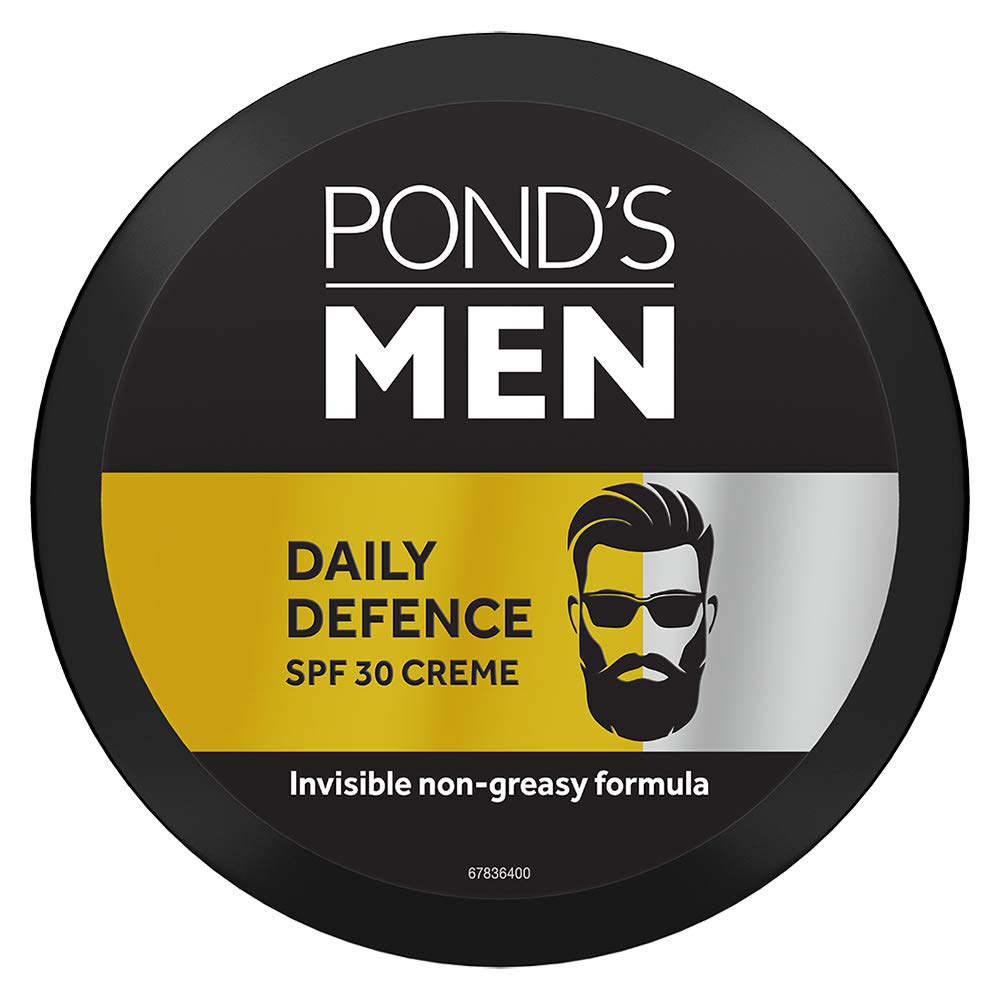 POND'S
MEN
DAILY
DEFENCE
SPF 30 CREME
Invisible non-greasy formula
67836400